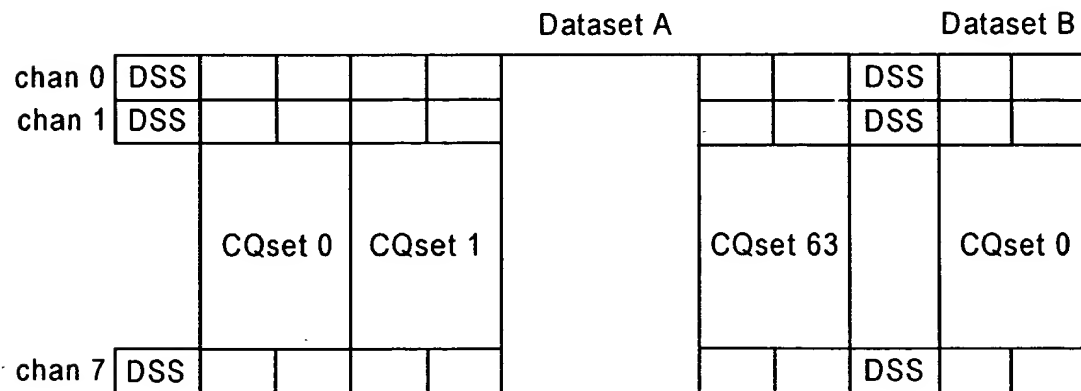 Dataset A Dataset B
chan 0 DSS DSS
chan 1 DSS DSS
CQset 0 CQset 1 CQset 63 CQset 0
chan 7 DSS DSS